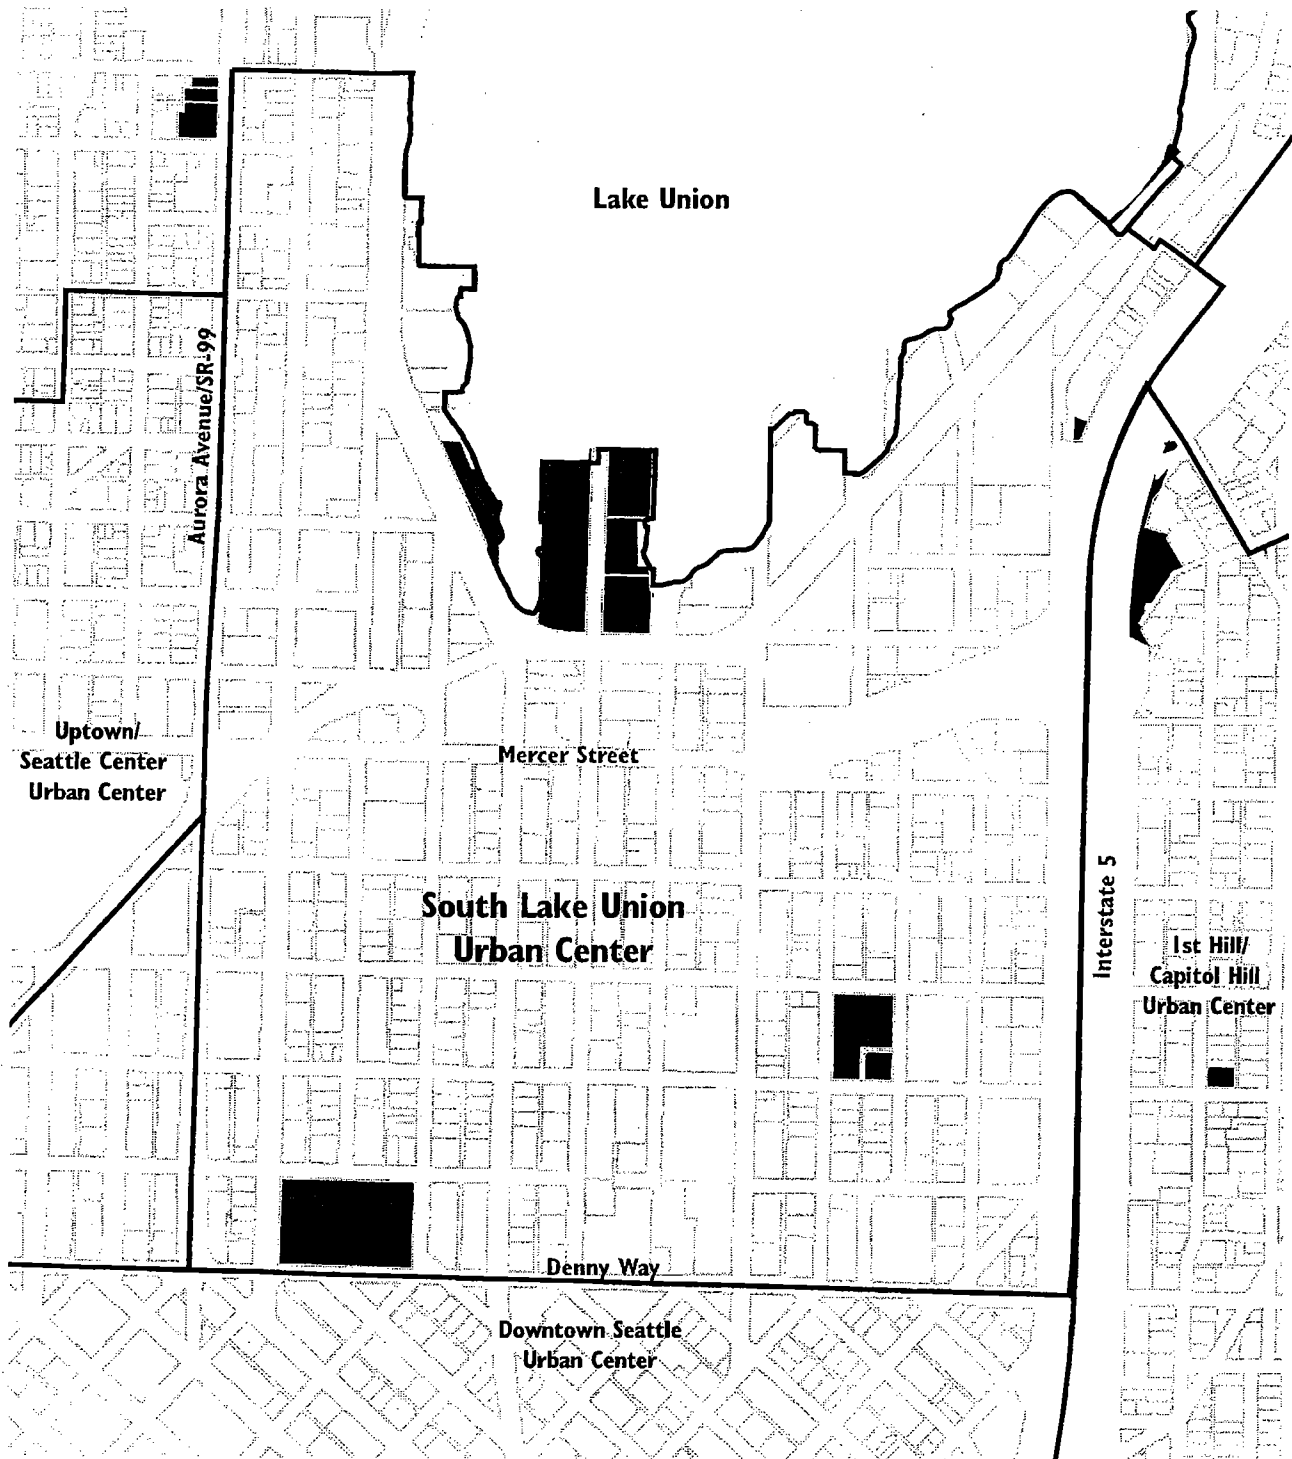 Lake Union
Aurora Avenue/SR-99
Uptown/
Seattle Center
Urban Center
Mercer Street
South Lake Union
Urban Center
Interstate 5
1st Hill/
Capitol Hill
Urban Center
Denny Way
Downtown Seattle
Urban Center